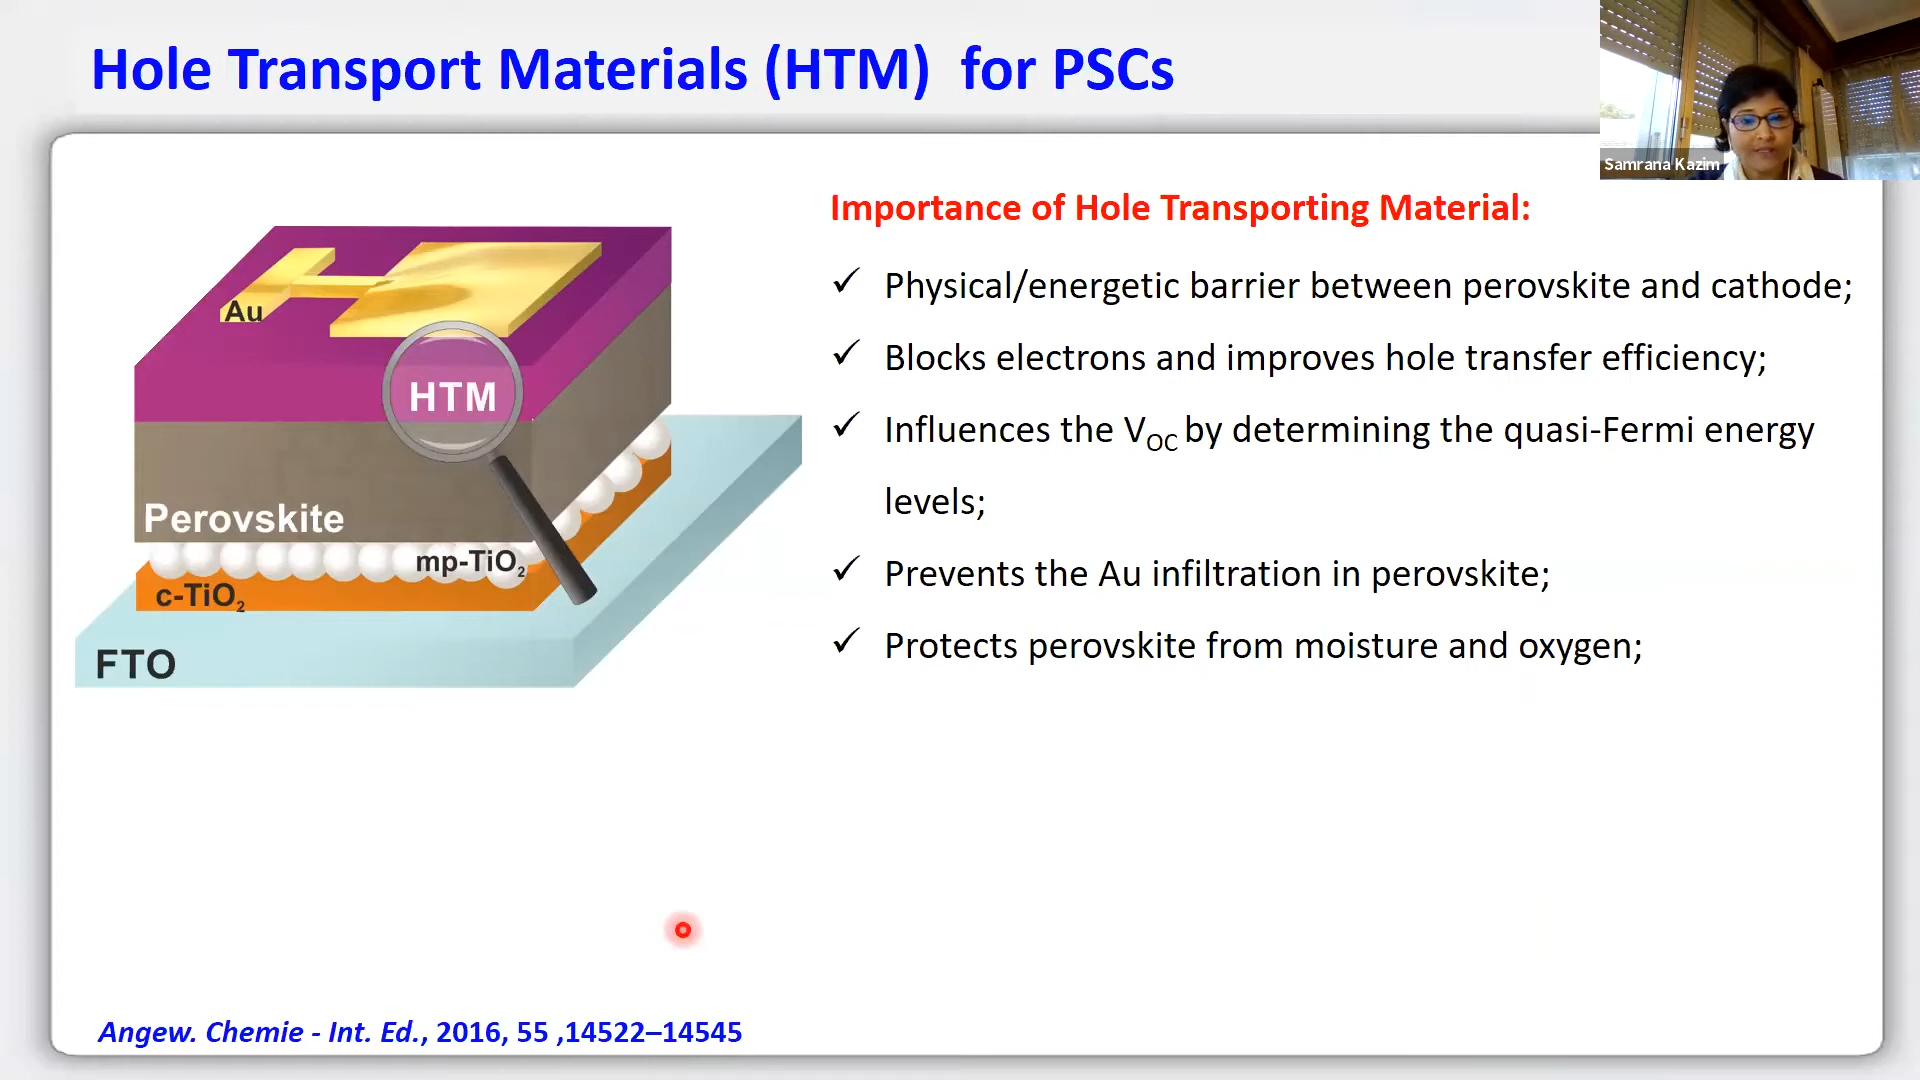 Hole Transport Materials (HTM) for PSCs
Samrana Kazim
Importance of Hole Transporting Material:
✓ Physical/energetic barrier between perovskite and cathode;
✓ Blocks electrons and improves hole transfer efficiency;
✓ Influences the VOC by determining the quasi-Fermi energy
levels;
✓ Prevents the Au infiltration in perovskite;
✓ Protects perovskite from moisture and oxygen;
Au
HTM
Perovskite
mp-TiO2
c-TiO2
FTO
Angew. Chemie - Int. Ed., 2016, 55 ,14522–14545